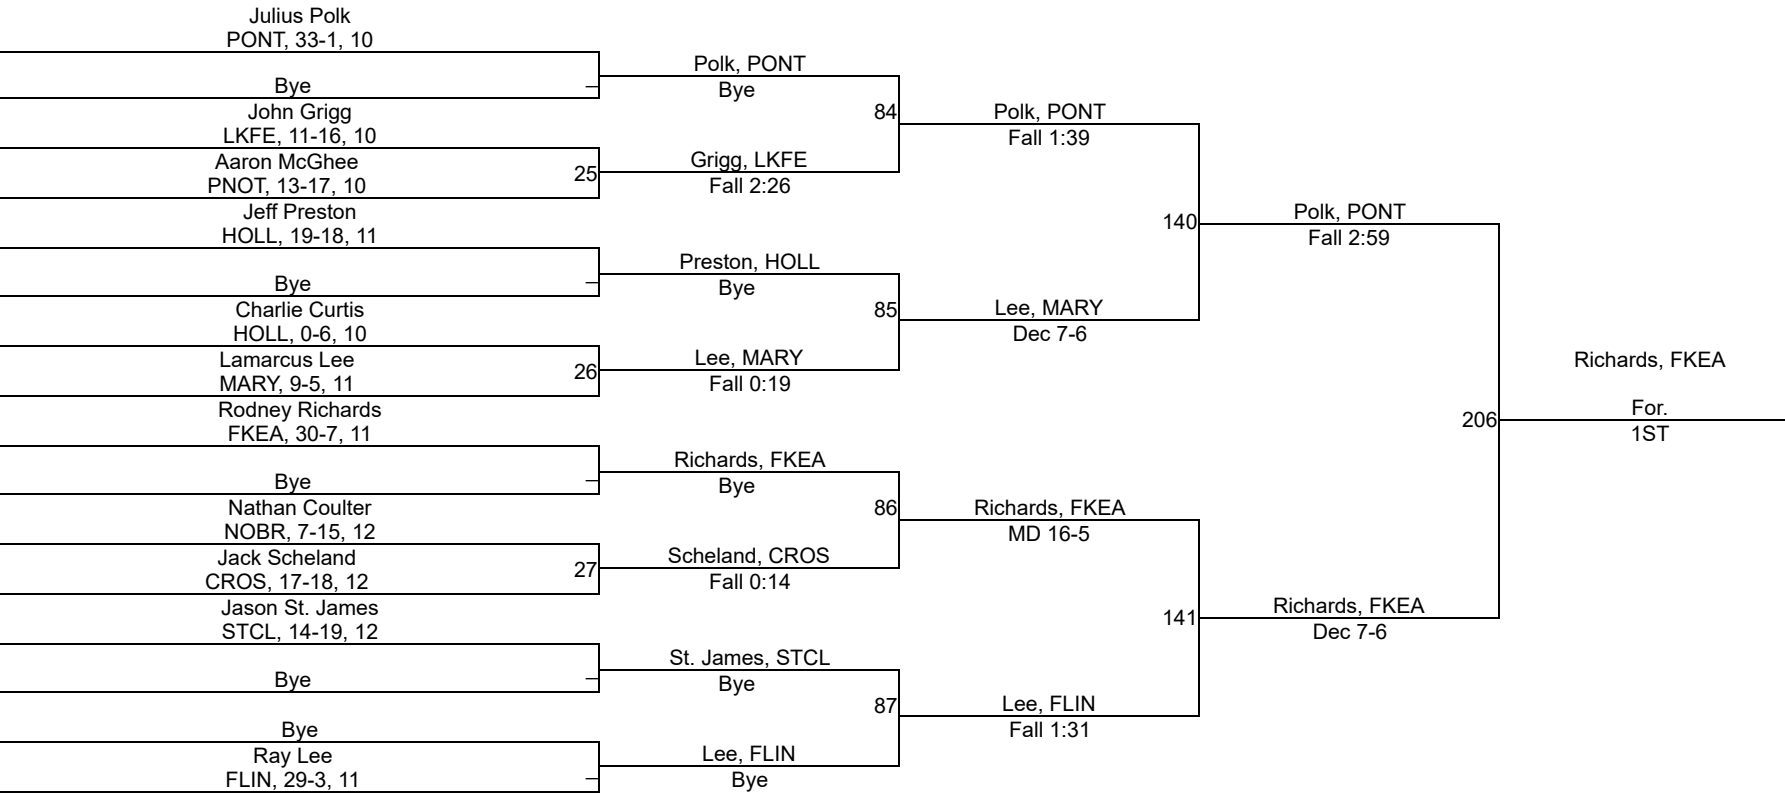 Julius Polk
PONT, 33-1, 10
Bye
John Grigg
LKFE, 11-16, 10
Aaron McGhee
PNOT, 13-17, 10
25
Jeff Preston
HOLL, 19-18, 11
Bye
Charlie Curtis
HOLL, 0-6, 10
Lamarcus Lee
MARY, 9-5, 11
26
Rodney Richards
FKEA, 30-7, 11
Bye
Nathan Coulter
NOBR, 7-15, 12
Jack Scheland
CROS, 17-18, 12
27
Jason St. James
STCL, 14-19, 12
Bye
Bye
Ray Lee
FLIN, 29-3, 11
Polk, PONT
Bye
84
Grigg, LKFE
Fall 2:26
Preston, HOLL
Bye
85
Lee, MARY
Fall 0:19
Richards, FKEA
Bye
86
Scheland, CROS
Fall 0:14
St. James, STCL
Bye
87
Lee, FLIN
Bye
Polk, PONT
Fall 1:39
140
Lee, MARY
Dec 7-6
Richards, FKEA
MD 16-5
141
Lee, FLIN
Fall 1:31
Polk, PONT
Fall 2:59
206
Richards, FKEA
Dec 7-6
Richards, FKEA
For.
1ST